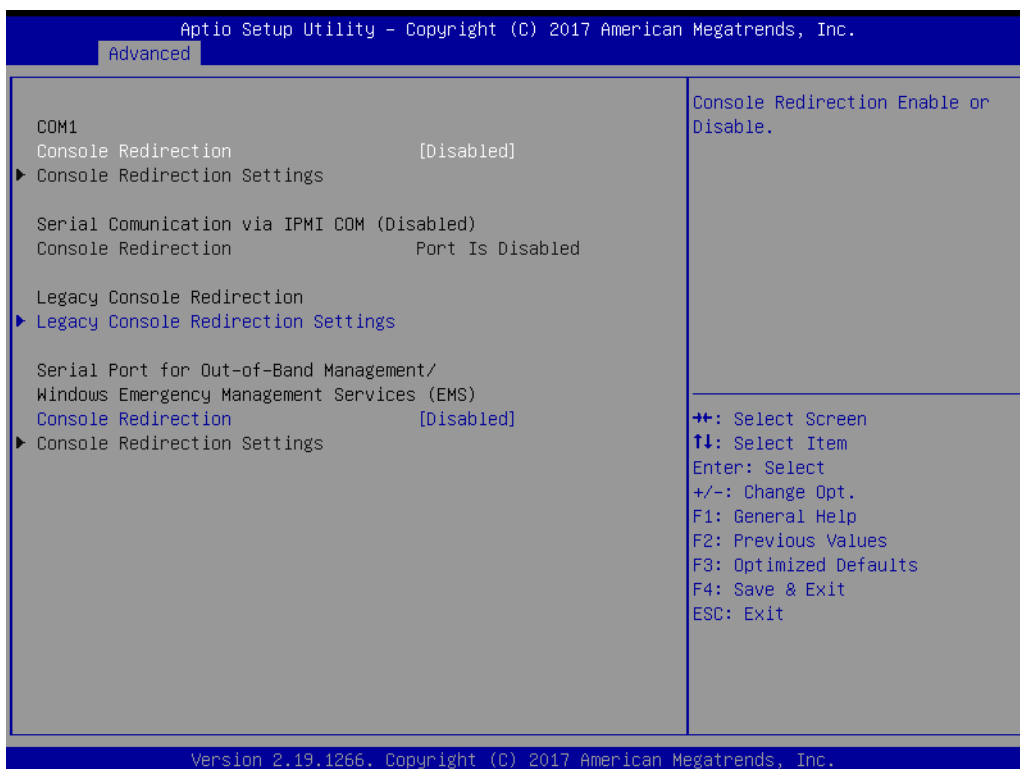 Aptio Setup Utility – Copyright (C) 2017 American Megatrends, Inc.
Advanced
COM1
Console Redirection [Disabled]
Console Redirection Settings
Serial Comunication via IPMI COM (Disabled)
Console Redirection Port Is Disabled
Legacy Console Redirection
Legacy Console Redirection Settings
Serial Port for Out-of-Band Management/
Windows Emergency Management Services (EMS)
Console Redirection [Disabled]
Console Redirection Settings
Console Redirection Enable or
Disable.
→←: Select Screen
↑↓: Select Item
Enter: Select
+/-: Change Opt.
F1: General Help
F2: Previous Values
F3: Optimized Defaults
F4: Save & Exit
ESC: Exit
Version 2.19.1266. Copyright (C) 2017 American Megatrends, Inc.